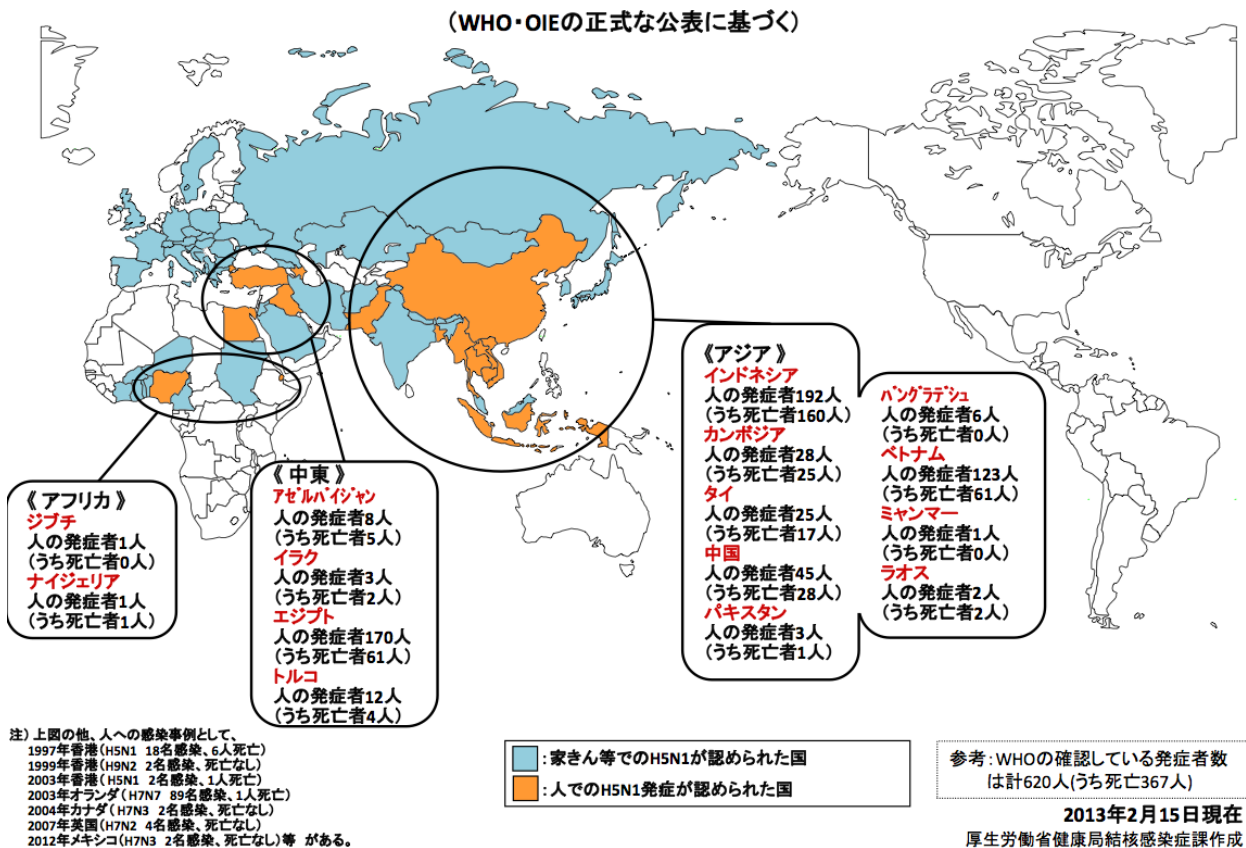 (WHO・OIEの正式な公表に基づく)
《アジア》
インドネシア
人の発症者192人
(うち死亡者160人)
カンボジア
人の発症者28人
(うち死亡者25人)
タイ
人の発症者25人
(うち死亡者17人)
中国
人の発症者45人
(うち死亡者28人)
パキスタン
人の発症者3人
(うち死亡者1人)
バングラデシュ
人の発症者6人
(うち死亡者0人)
ベトナム
人の発症者123人
(うち死亡者61人)
ミャンマー
人の発症者1人
(うち死亡者0人)
ラオス
人の発症者2人
(うち死亡者2人)
《中東》
アゼルバイジャン
人の発症者8人
(うち死亡者5人)
イラク
人の発症者3人
(うち死亡者2人)
エジプト
人の発症者170人
(うち死亡者61人)
トルコ
人の発症者12人
(うち死亡者4人)
《アフリカ》
ジブチ
人の発症者1人
(うち死亡者0人)
ナイジェリア
人の発症者1人
(うち死亡者1人)
注)上図の他、人への感染事例として、
1997年香港(H5N1 18名感染、6人死亡)
1999年香港(H9N2 2名感染、死亡なし)
2003年香港(H5N1 2名感染、1人死亡)
2003年オランダ(H7N7 89名感染、1人死亡)
2004年カナダ(H7N3 2名感染、死亡なし)
2007年英国(H7N2 4名感染、死亡なし)
2012年メキシコ(H7N3 2名感染、死亡なし)等 がある。
:家きん等でのH5N1が認められた国
:人でのH5N1発症が認められた国
参考:WHOの確認している発症者数
は計620人(うち死亡367人)
2013年2月15日現在
厚生労働省健康局結核感染症課作成